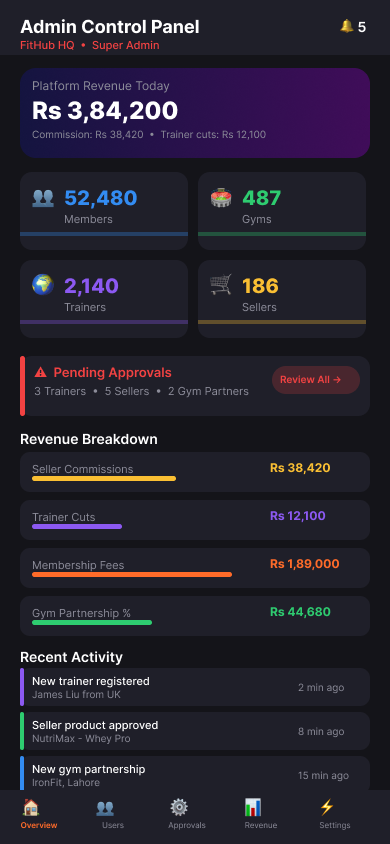 Admin Control Panel
FitHub HQ • Super Admin
5
Platform Revenue Today
Rs 3,84,200
Commission: Rs 38,420 • Trainer cuts: Rs 12,100
52,480
Members
487
Gyms
2,140
Trainers
186
Sellers
Pending Approvals
3 Trainers • 5 Sellers • 2 Gym Partners
Review All →
Revenue Breakdown
Seller Commissions
Rs 38,420
Trainer Cuts
Rs 12,100
Membership Fees
Rs 1,89,000
Gym Partnership %
Rs 44,680
Recent Activity
New trainer registered
James Liu from UK
2 min ago
Seller product approved
NutriMax - Whey Pro
8 min ago
New gym partnership
IronFit, Lahore
15 min ago
Overview
Users
Approvals
Revenue
Settings